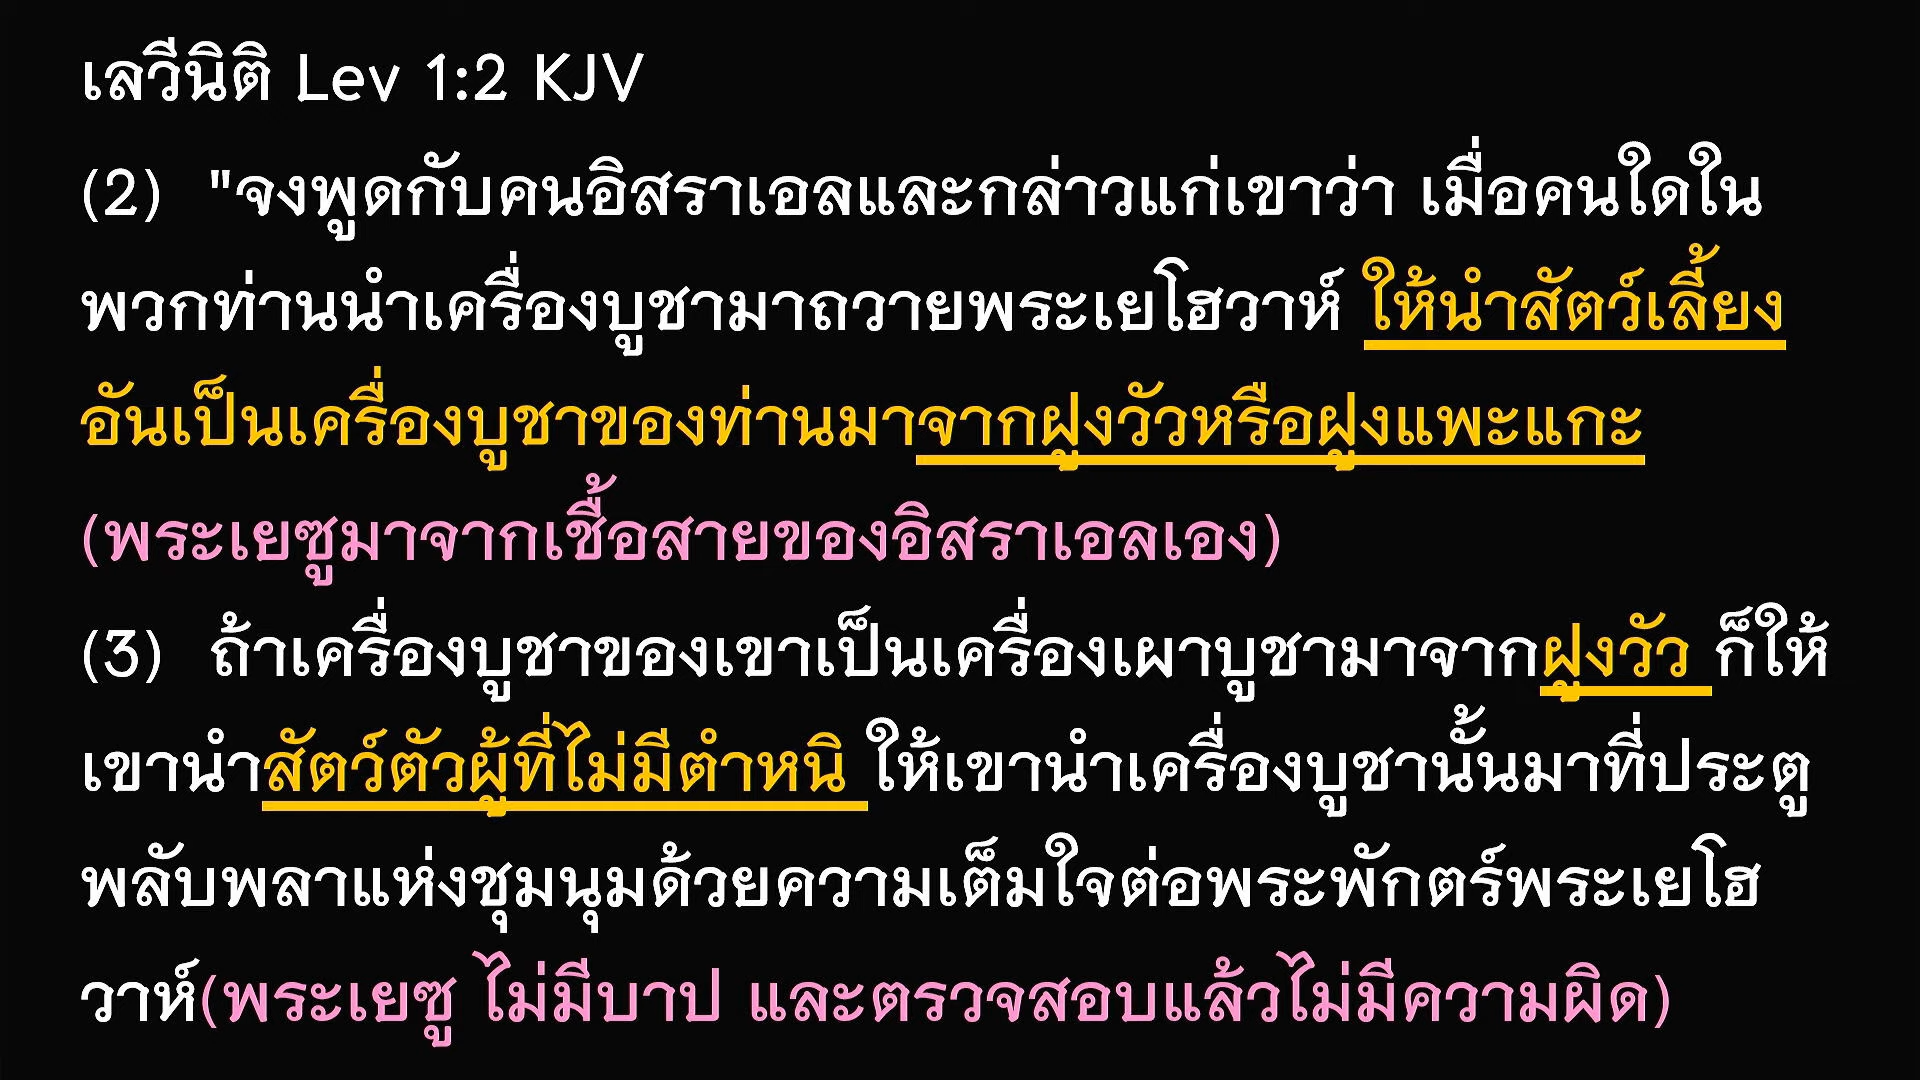 เลวีนิติ Lev 1:2 KJV
(2)  "จงพูดกับคนอิสราเอลและกล่าวแก่เขาว่า เมื่อคนใดใน
พวกท่านนำเครื่องบูชามาถวายพระเยโฮวาห์ ให้นำสัตว์เลี้ยง
อันเป็นเครื่องบูชาของท่านมาจากฝูงวัวหรือฝูงแพะแกะ
(พระเยซูมาจากเชื้อสายของอิสราเอลเอง)
(3)  ถ้าเครื่องบูชาของเขาเป็นเครื่องเผาบูชามาจากฝูงวัว ก็ให้
เขานำสัตว์ตัวผู้ที่ไม่มีตำหนิ ให้เขานำเครื่องบูชานั้นมาที่ประตู
พลับพลาแห่งชุมนุมด้วยความเต็มใจต่อพระพักตร์พระเยโฮ
วาห์(พระเยซู ไม่มีบาป และตรวจสอบแล้วไม่มีความผิด)